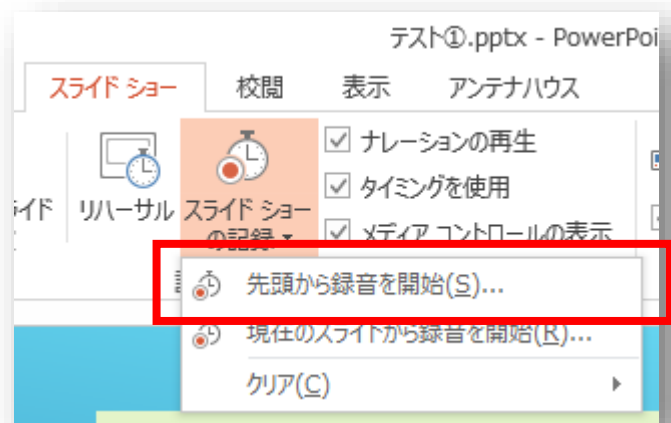 テスト①.pptx - PowerPoi
スライド ショー 校閲 表示 アンテナハウス
イド リハーサル スライド ショー
の記録
ナレーションの再生
タイミングを使用
メディア コントロールの表示
先頭から録音を開始(S)...
現在のスライドから録音を開始(R)...
クリア(C)